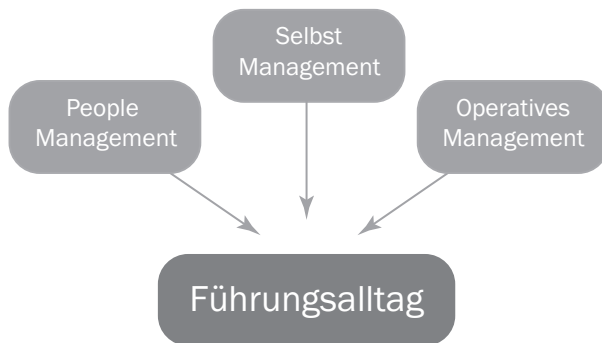 Selbst
Management
People
Management
Operatives
Management
Führungsalltag